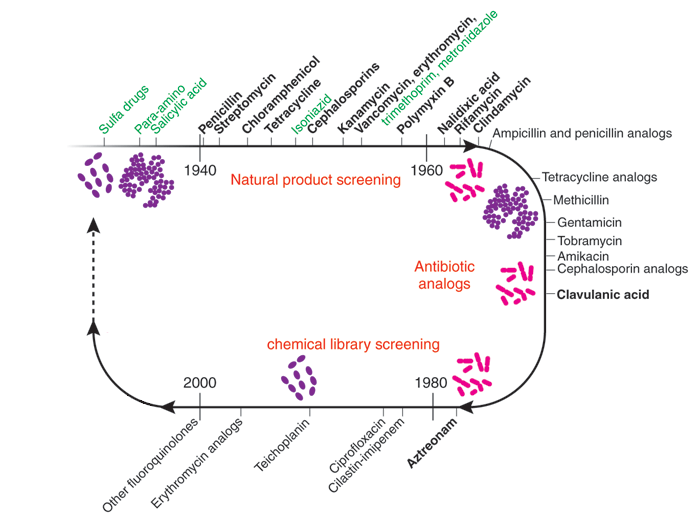 Sulfa drugs
Para-amino
Salicylic acid
Penicillin
Streptomycin
Chloramphenicol
Tetracycline
Isoniazid
Cephalosporins
Kanamycin
Vancomycin, erythromycin,
trimethoprim, metronidazole
Polymyxin B
Nalidixic acid
Rifamycin
Clindamycin
Ampicillin and penicillin analogs
1940
1960
Natural product screening
Tetracycline analogs
Methicillin
Gentamicin
Tobramycin
Amikacin
Cephalosporin analogs
Clavulanic acid
Antibiotic
analogs
chemical library screening
2000
1980
Other fluoroquinolones
Erythromycin analogs
Teichoplanin
Ciprofloxacin
Cilastin-imipenem
Aztreonam